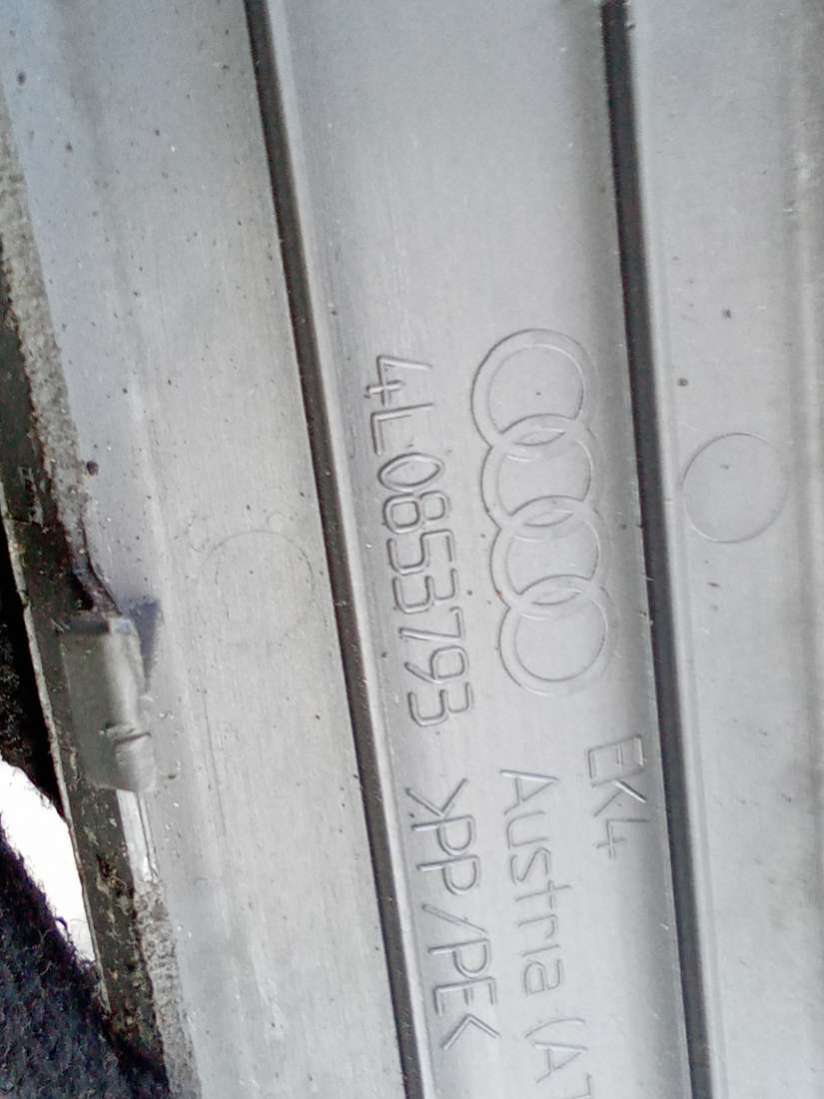 EK4
Austria (AT
4L0853793 >PP/PE<